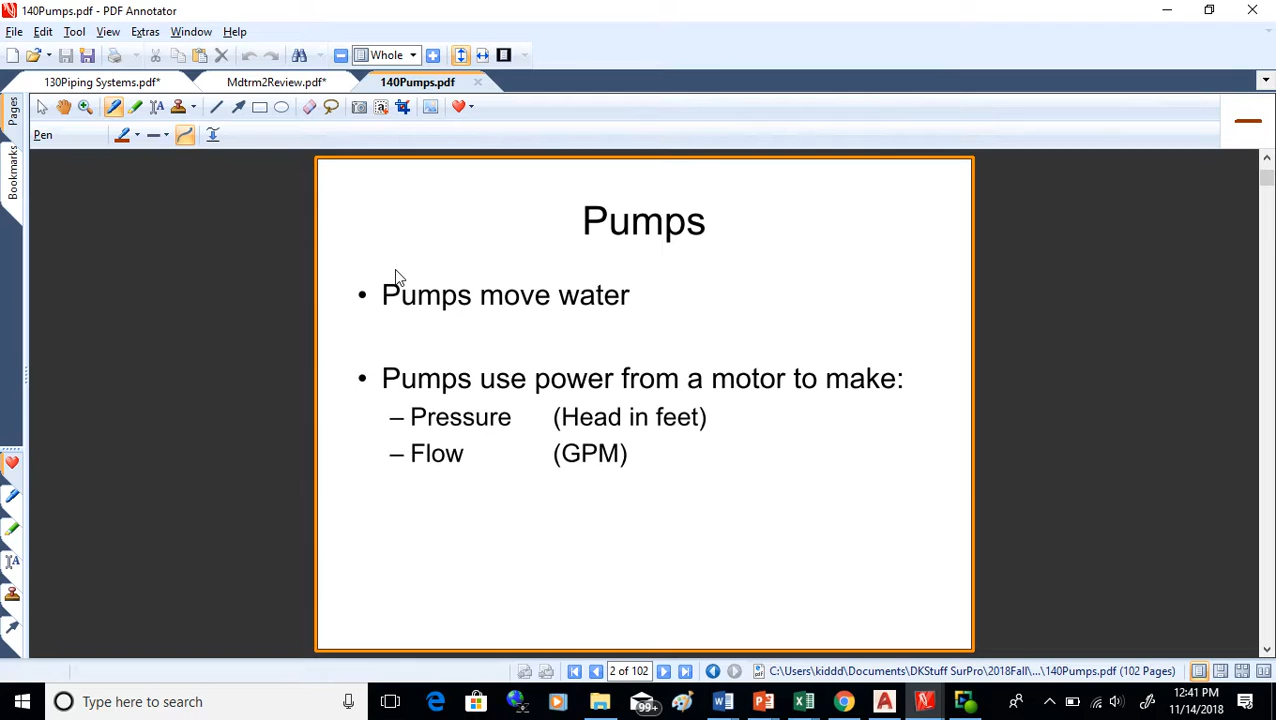 140Pumps.pdf - PDF Annotator
File Edit Tool View Extras Window Help
Whole
130Piping Systems.pdf* Mdtrm2Review.pdf* 140Pumps.pdf
Pages
Pen
Bookmarks
Pumps
• Pumps move water
• Pumps use power from a motor to make:
– Pressure (Head in feet)
– Flow (GPM)
2 of 102
C:\Users\kiddd\Documents\DKStuff SurPro\2018Fall\...\140Pumps.pdf (102 Pages)
Type here to search
99+
12:41 PM
11/14/2018